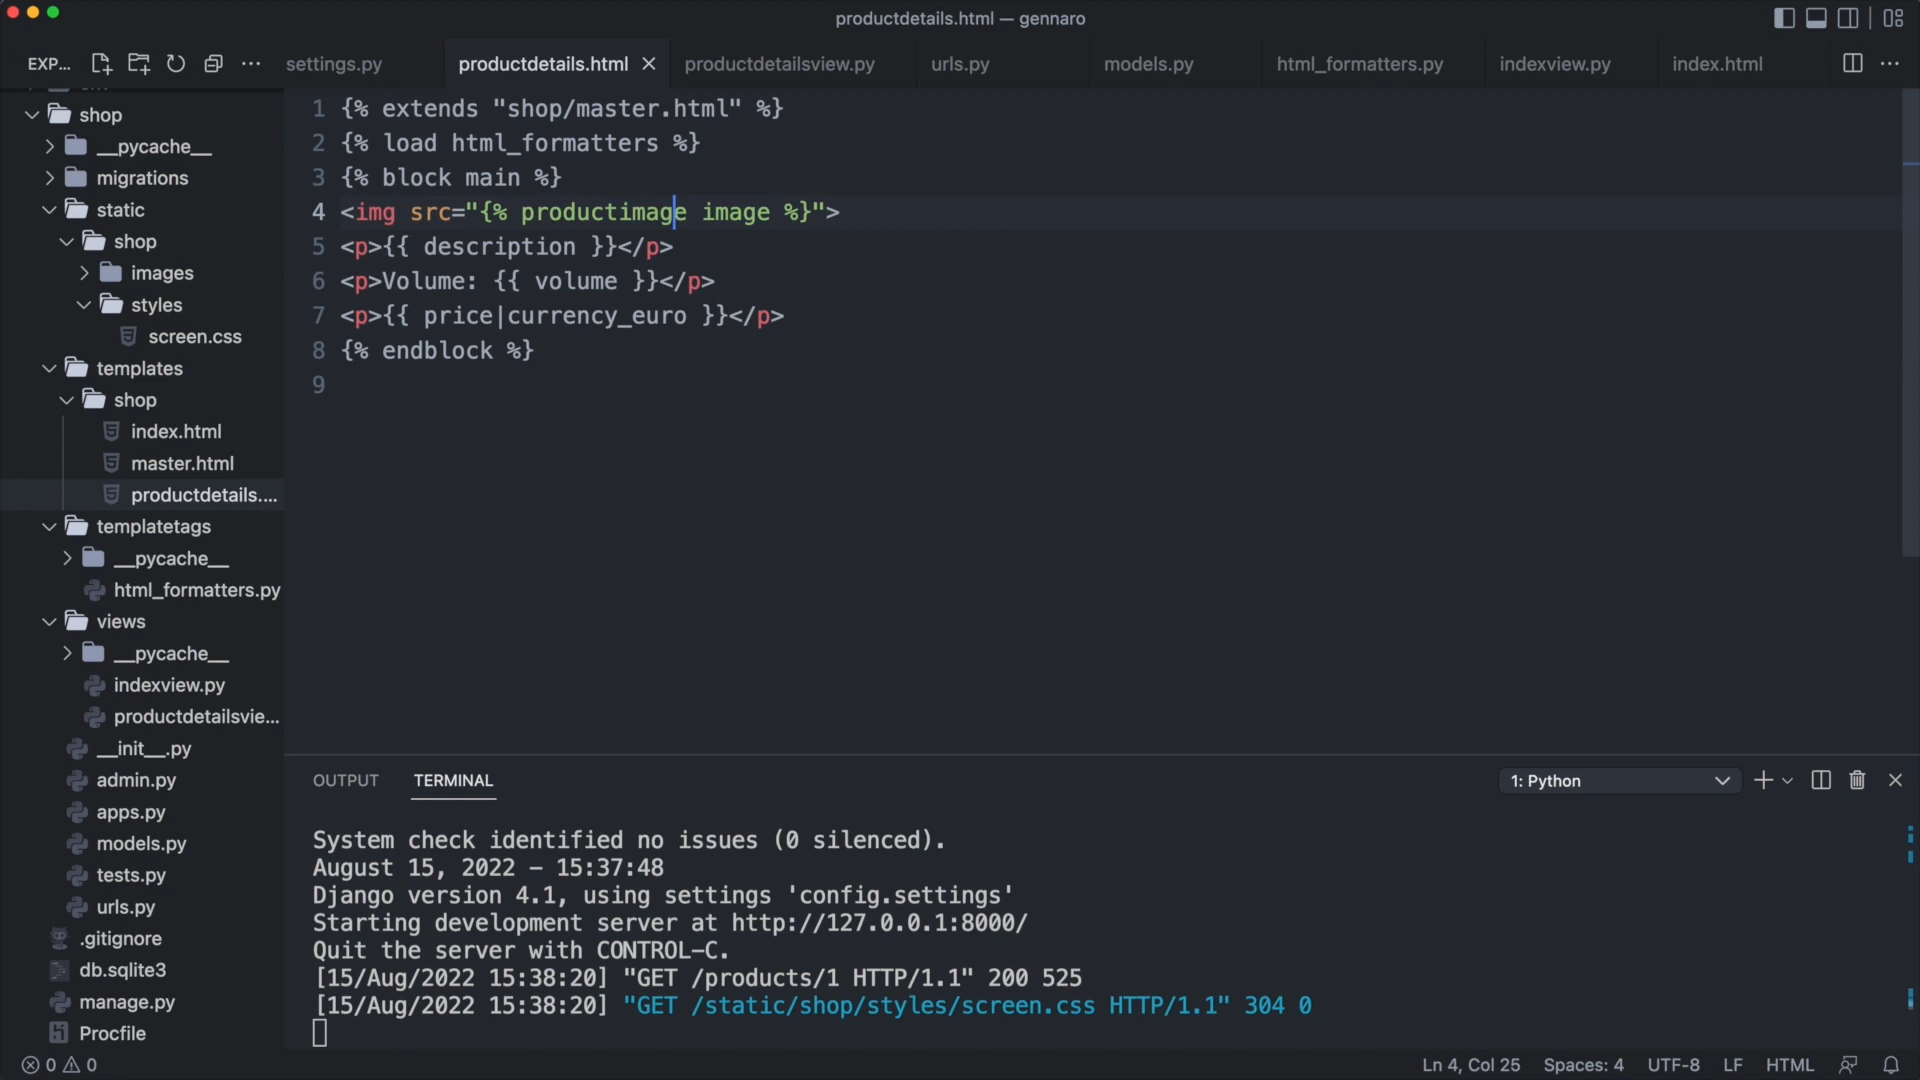 productdetails.html — gennaro
EXP...
settings.py
productdetails.html
productdetailsview.py
urls.py
models.py
html_formatters.py
indexview.py
index.html
shop
__pycache__
migrations
static
shop
images
styles
screen.css
templates
shop
index.html
master.html
productdetails....
templatetags
__pycache__
html_formatters.py
views
__pycache__
indexview.py
productdetailsvie...
__init__.py
admin.py
apps.py
models.py
tests.py
urls.py
.gitignore
db.sqlite3
manage.py
Procfile
1 {% extends "shop/master.html" %}
2 {% load html_formatters %}
3 {% block main %}
4 <img src="{% productimage image %}">
5 <p>{{ description }}</p>
6 <p>Volume: {{ volume }}</p>
7 <p>{{ price|currency_euro }}</p>
8 {% endblock %}
9
OUTPUT TERMINAL
1: Python
System check identified no issues (0 silenced).
August 15, 2022 - 15:37:48
Django version 4.1, using settings 'config.settings'
Starting development server at http://127.0.0.1:8000/
Quit the server with CONTROL-C.
[15/Aug/2022 15:38:20] "GET /products/1 HTTP/1.1" 200 525
[15/Aug/2022 15:38:20] "GET /static/shop/styles/screen.css HTTP/1.1" 304 0
0 0
Ln 4, Col 25 Spaces: 4 UTF-8 LF HTML